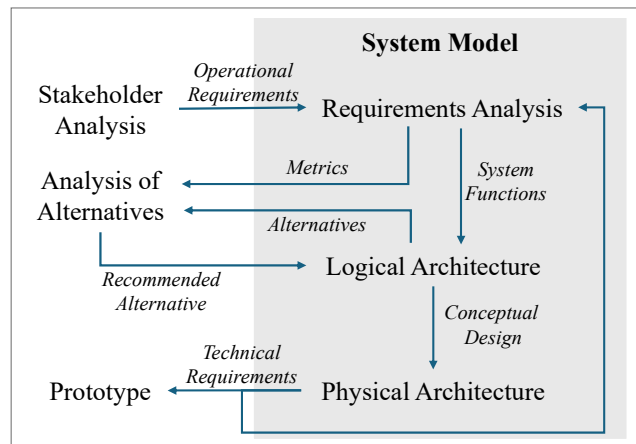 System Model
Operational
Requirements
Stakeholder
Analysis
Requirements Analysis
Metrics
System
Functions
Analysis of
Alternatives
Alternatives
Recommended
Alternative
Logical Architecture
Conceptual
Design
Technical
Requirements
Prototype
Physical Architecture